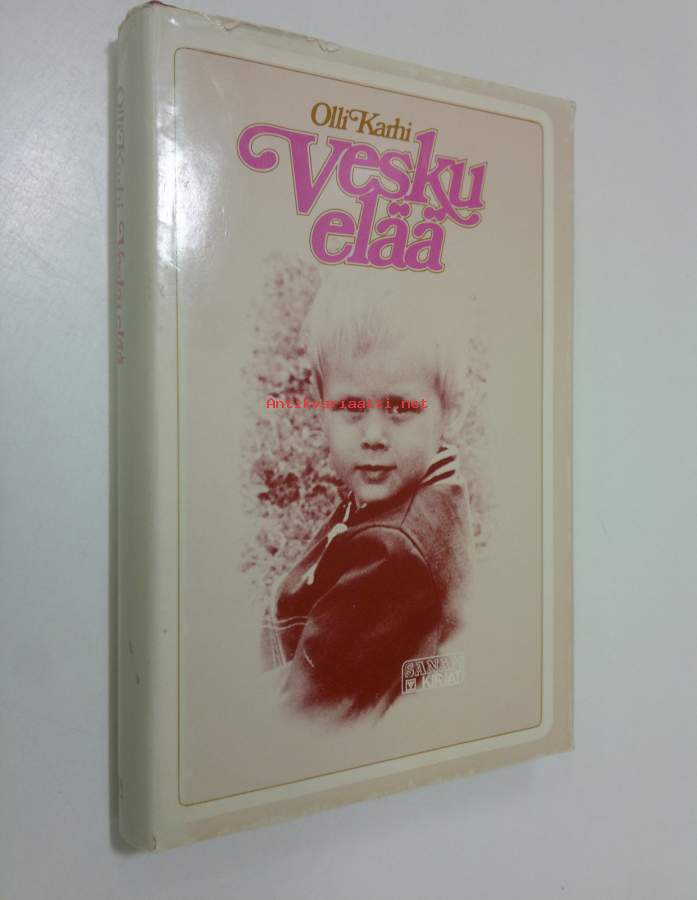 Olli Karhi
Vesku
elää
Antikvariaatti.net
SANAN
KIRJAT
Olli Karhi Vesku elää